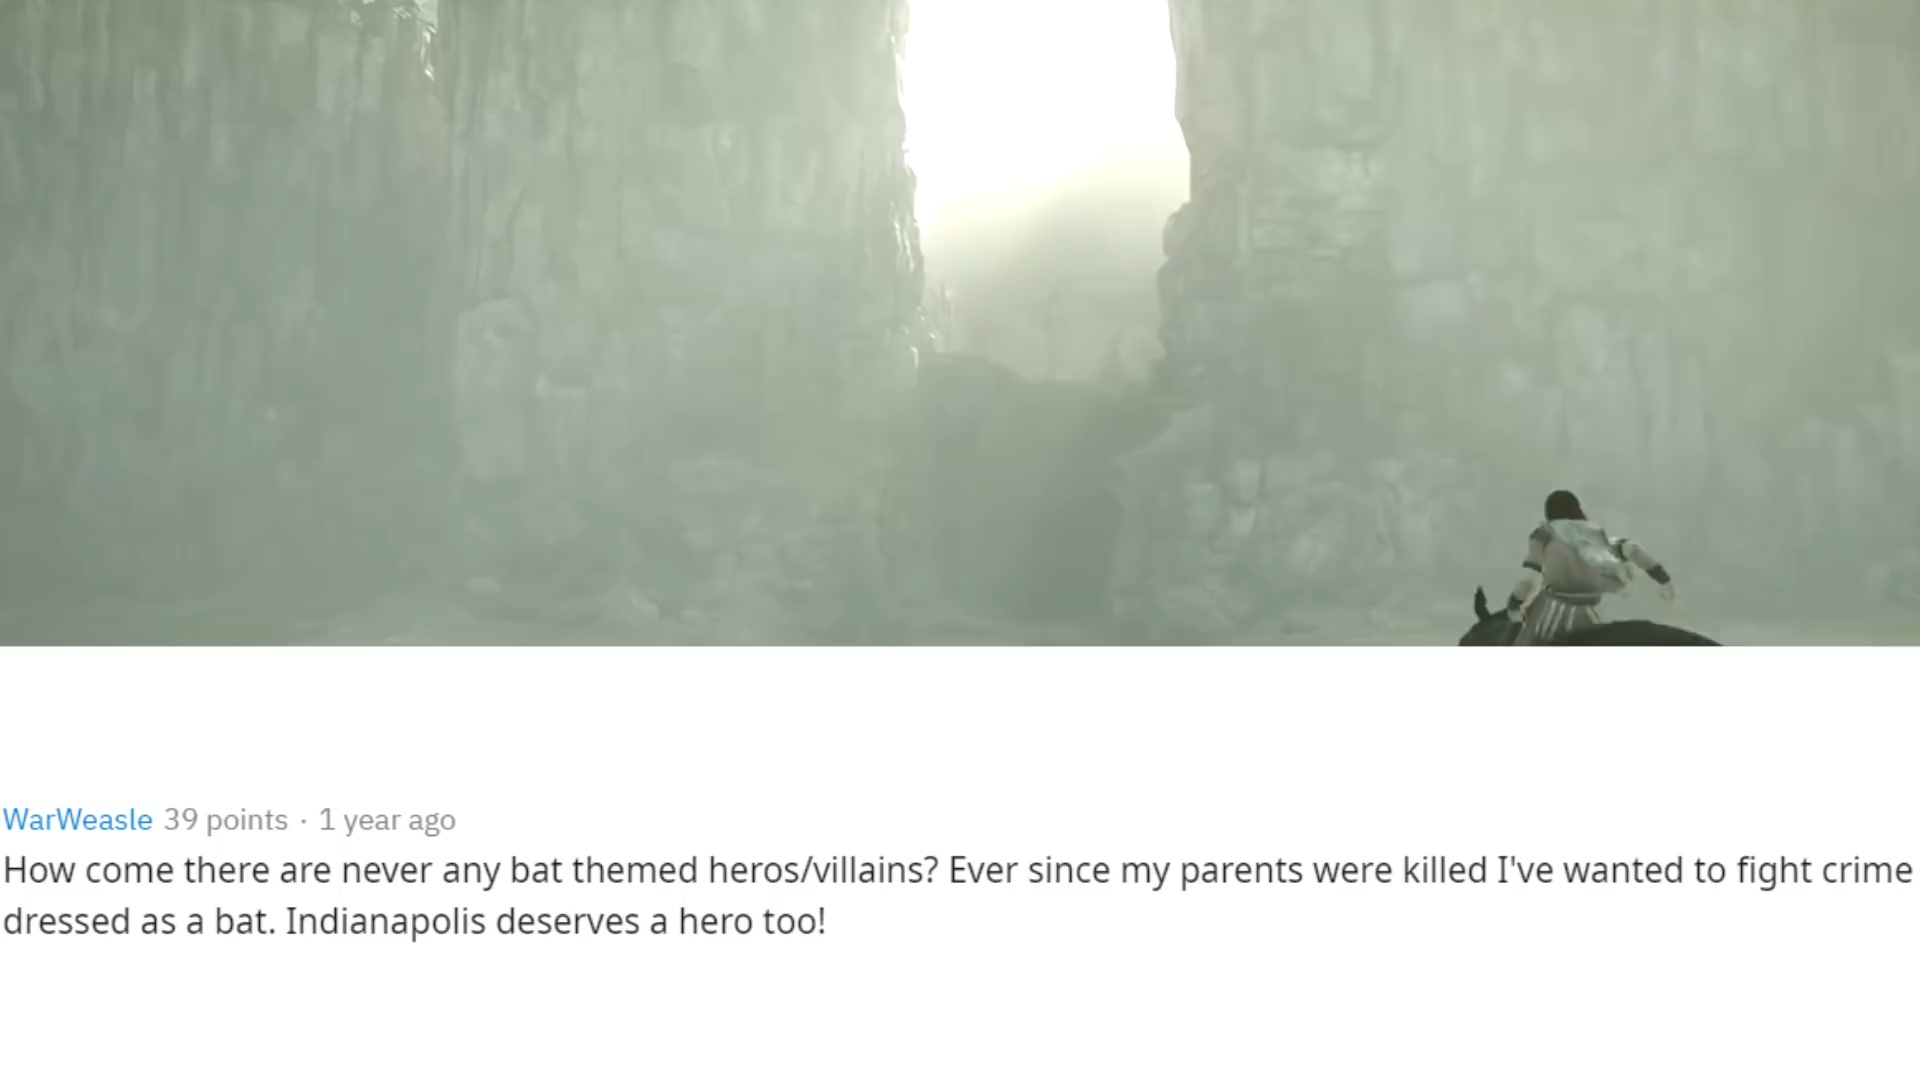 WarWeasle 39 points · 1 year ago
How come there are never any bat themed heros/villains? Ever since my parents were killed I've wanted to fight crime
dressed as a bat. Indianapolis deserves a hero too!